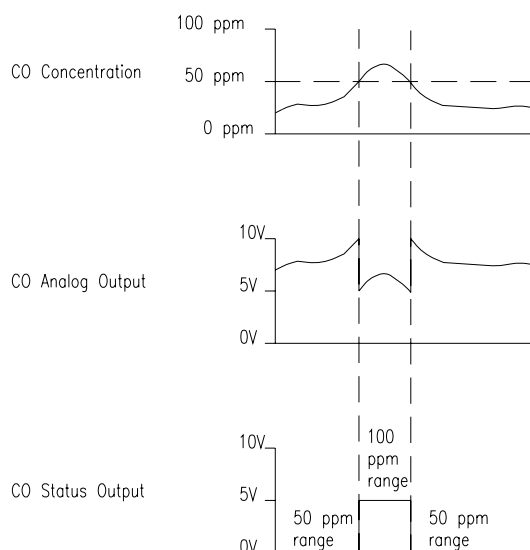 100 ppm
CO Concentration
50 ppm
0 ppm
10V
CO Analog Output
5V
0V
10V
100
ppm
range
CO Status Output
5V
50 ppm
range
50 ppm
range
0V